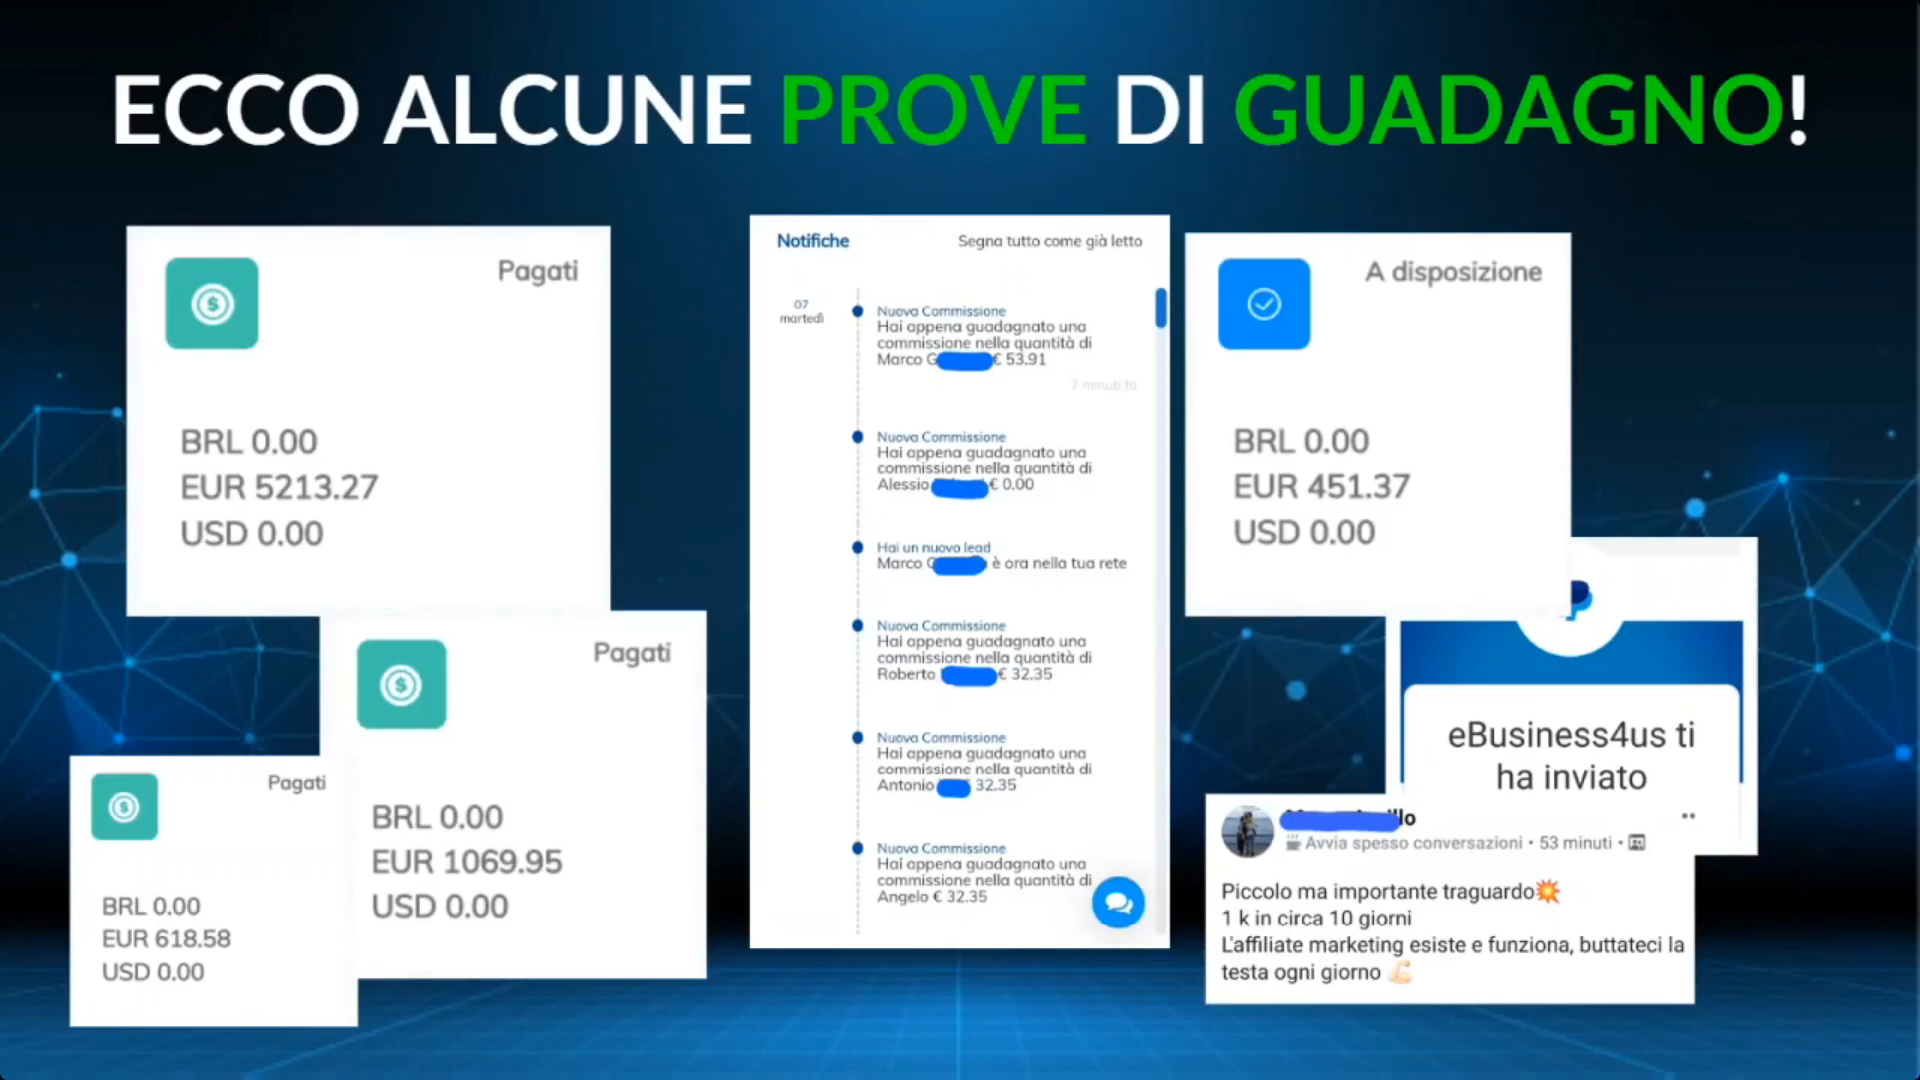 ECCO ALCUNE PROVE DI GUADAGNO!
Pagati
BRL 0.00
EUR 5213.27
USD 0.00
Pagati
BRL 0.00
EUR 1069.95
USD 0.00
Pagati
BRL 0.00
EUR 618.58
USD 0.00
Notifiche
Segna tutto come già letto
07
martedì
Nuova Commissione
Hai appena guadagnato una
commissione nella quantità di
Marco G € 53.91
7 minuti fa
Nuova Commissione
Hai appena guadagnato una
commissione nella quantità di
Alessio € 0.00
Hai un nuovo lead
Marco è ora nella tua rete
Nuova Commissione
Hai appena guadagnato una
commissione nella quantità di
Roberto € 32.35
Nuova Commissione
Hai appena guadagnato una
commissione nella quantità di
Antonio 32.35
Nuova Commissione
Hai appena guadagnato una
commissione nella quantità di
Angelo € 32.35
A disposizione
BRL 0.00
EUR 451.37
USD 0.00
eBusiness4us ti
ha inviato
Avvia spesso conversazioni • 53 minuti •
Piccolo ma importante traguardo💥
1 k in circa 10 giorni
L'affiliate marketing esiste e funziona, buttateci la
testa ogni giorno 💪🏻